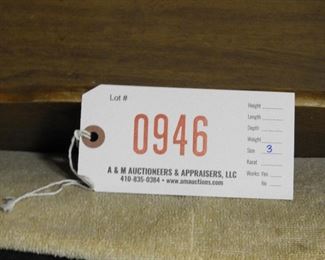 Lot #
0946
A & M AUCTIONEERS & APPRAISERS, LLC
410-835-0384 • www.amauctions.com
Height
Length
Depth
Weight
Size 3
Karat
Works: Yes
No